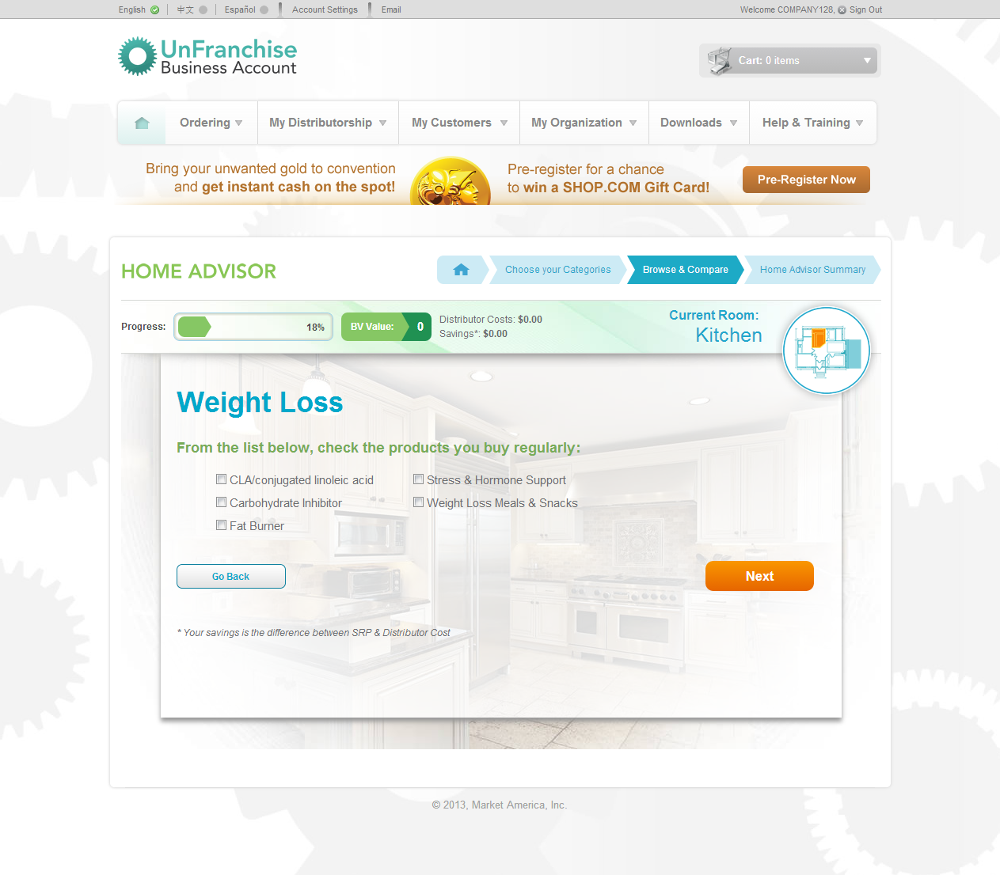 English 中文 Español Account Settings Email Welcome COMPANY128, Sign Out
UnFranchise
Business Account
Cart: 0 items
Ordering My Distributorship My Customers My Organization Downloads Help & Training
Bring your unwanted gold to convention
and get instant cash on the spot!
Pre-register for a chance
to win a SHOP.COM Gift Card!
Pre-Register Now
HOME ADVISOR
Choose your Categories Browse & Compare Home Advisor Summary
Progress: 18% BV Value: 0
Distributor Costs: $0.00
Savings*: $0.00
Current Room:
Kitchen
Weight Loss
From the list below, check the products you buy regularly:
CLA/conjugated linoleic acid Stress & Hormone Support
Carbohydrate Inhibitor Weight Loss Meals & Snacks
Fat Burner
Go Back Next
* Your savings is the difference between SRP & Distributor Cost
© 2013, Market America, Inc.